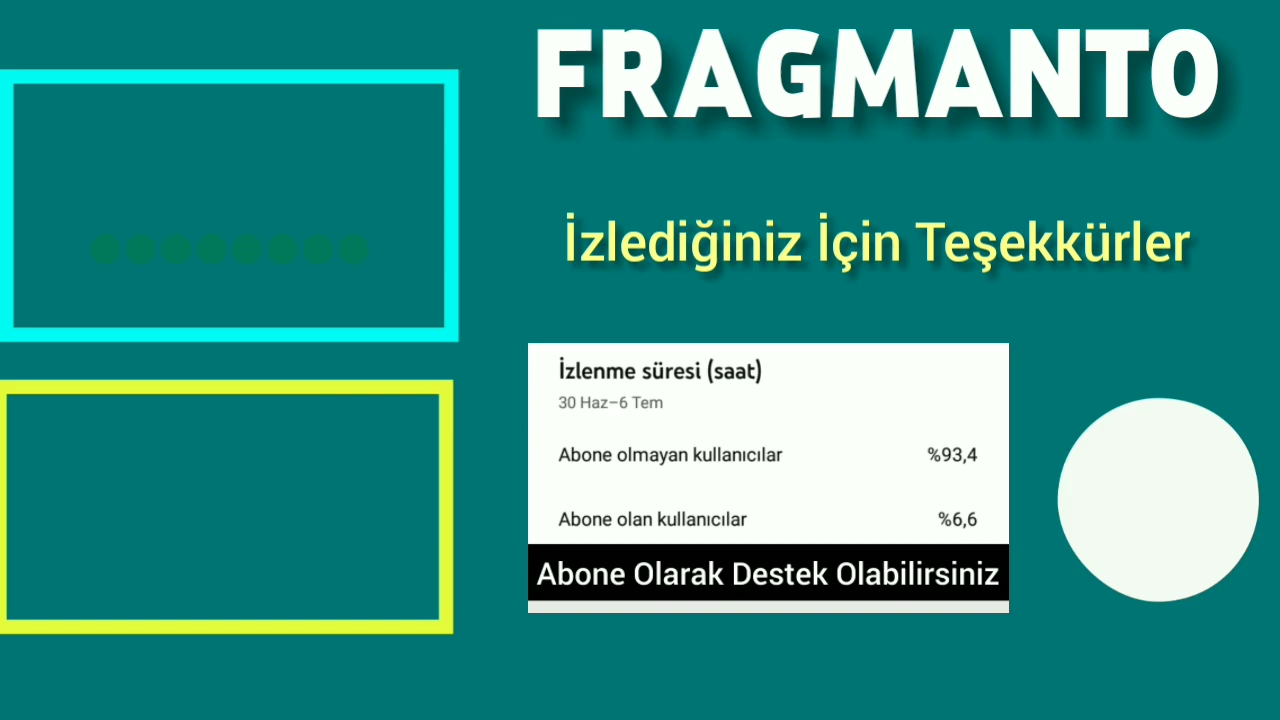 FRAGMANTO
İzlediğiniz İçin Teşekkürler
İzlenme süresi (saat)
30 Haz–6 Tem
Abone olmayan kullanıcılar %93,4
Abone olan kullanıcılar %6,6
Abone Olarak Destek Olabilirsiniz